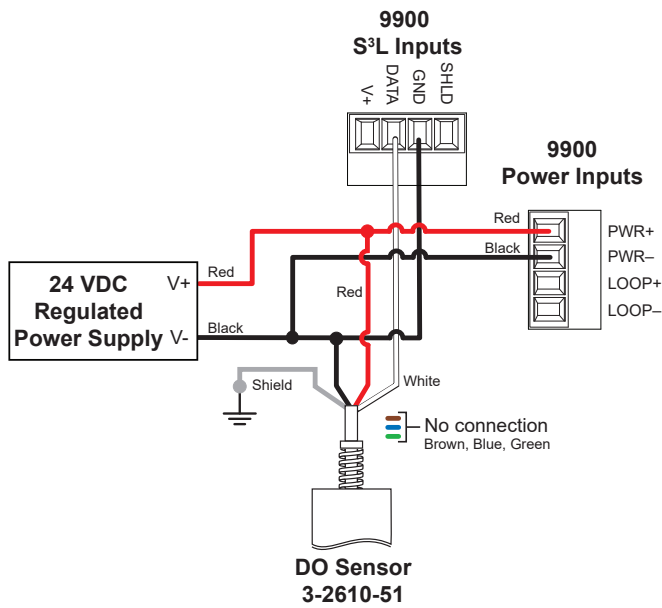 9900
S³L Inputs
V+
DATA
GND
SHLD
9900
Power Inputs
Red
PWR+
Black
PWR–
LOOP+
LOOP–
24 VDC
Regulated
Power Supply
V+
V-
Red
Black
Red
White
Shield
No connection
Brown, Blue, Green
DO Sensor
3-2610-51